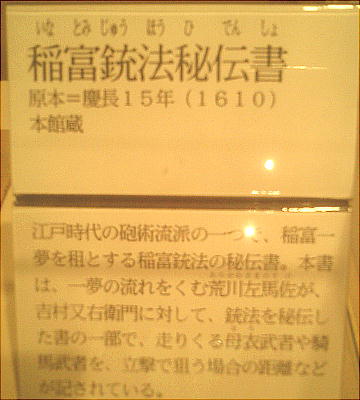 いな とみ じゅう ほう ひ でん しょ
稲富銃法秘伝書
原本＝慶長１５年（１６１０）
本館蔵
江戸時代の砲術流派の一つで、稲富一
夢を租とする稲富銃法の秘伝書。本書
は、一夢の流れをくむ荒川左馬佐が、
吉村又右衛門に対して、銃法を秘伝し
た書の一部で、走りくる母衣武者や騎
馬武者を、立撃で狙う場合の距離など
が記されている。